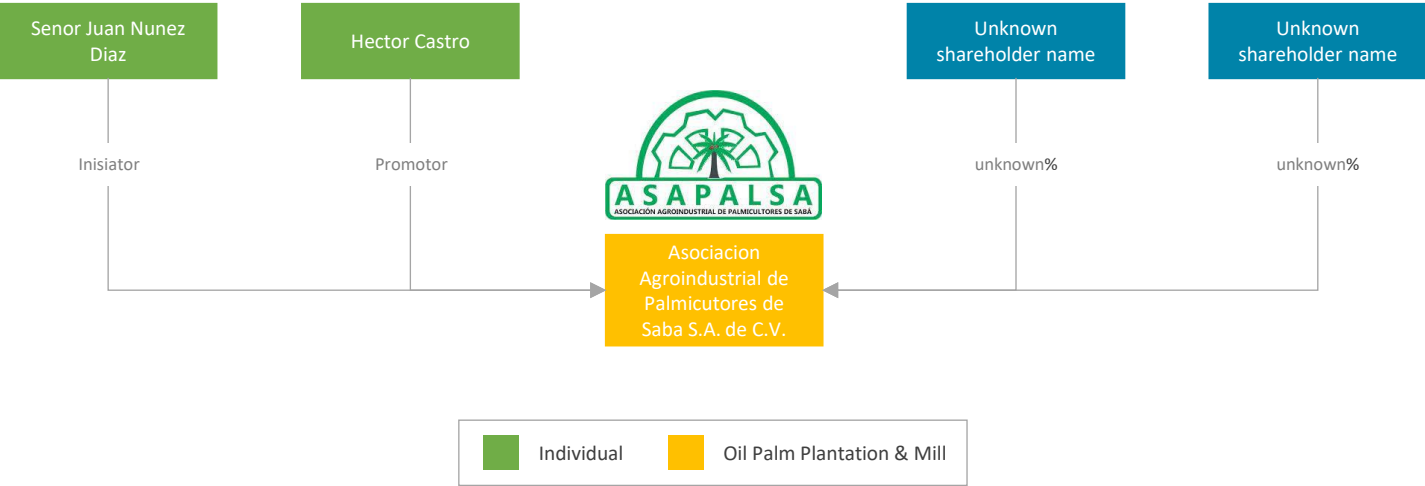 Senor Juan Nunez
Diaz
Hector Castro
Unknown
shareholder name
Unknown
shareholder name
Inisiator
Promotor
unknown%
unknown%
ASAPALSA
ASOCIACIÓN AGROINDUSTRIAL DE PALMICULTORES DE SABÁ
Asociacion
Agroindustrial de
Palmicutores de
Saba S.A. de C.V.
Individual
Oil Palm Plantation & Mill